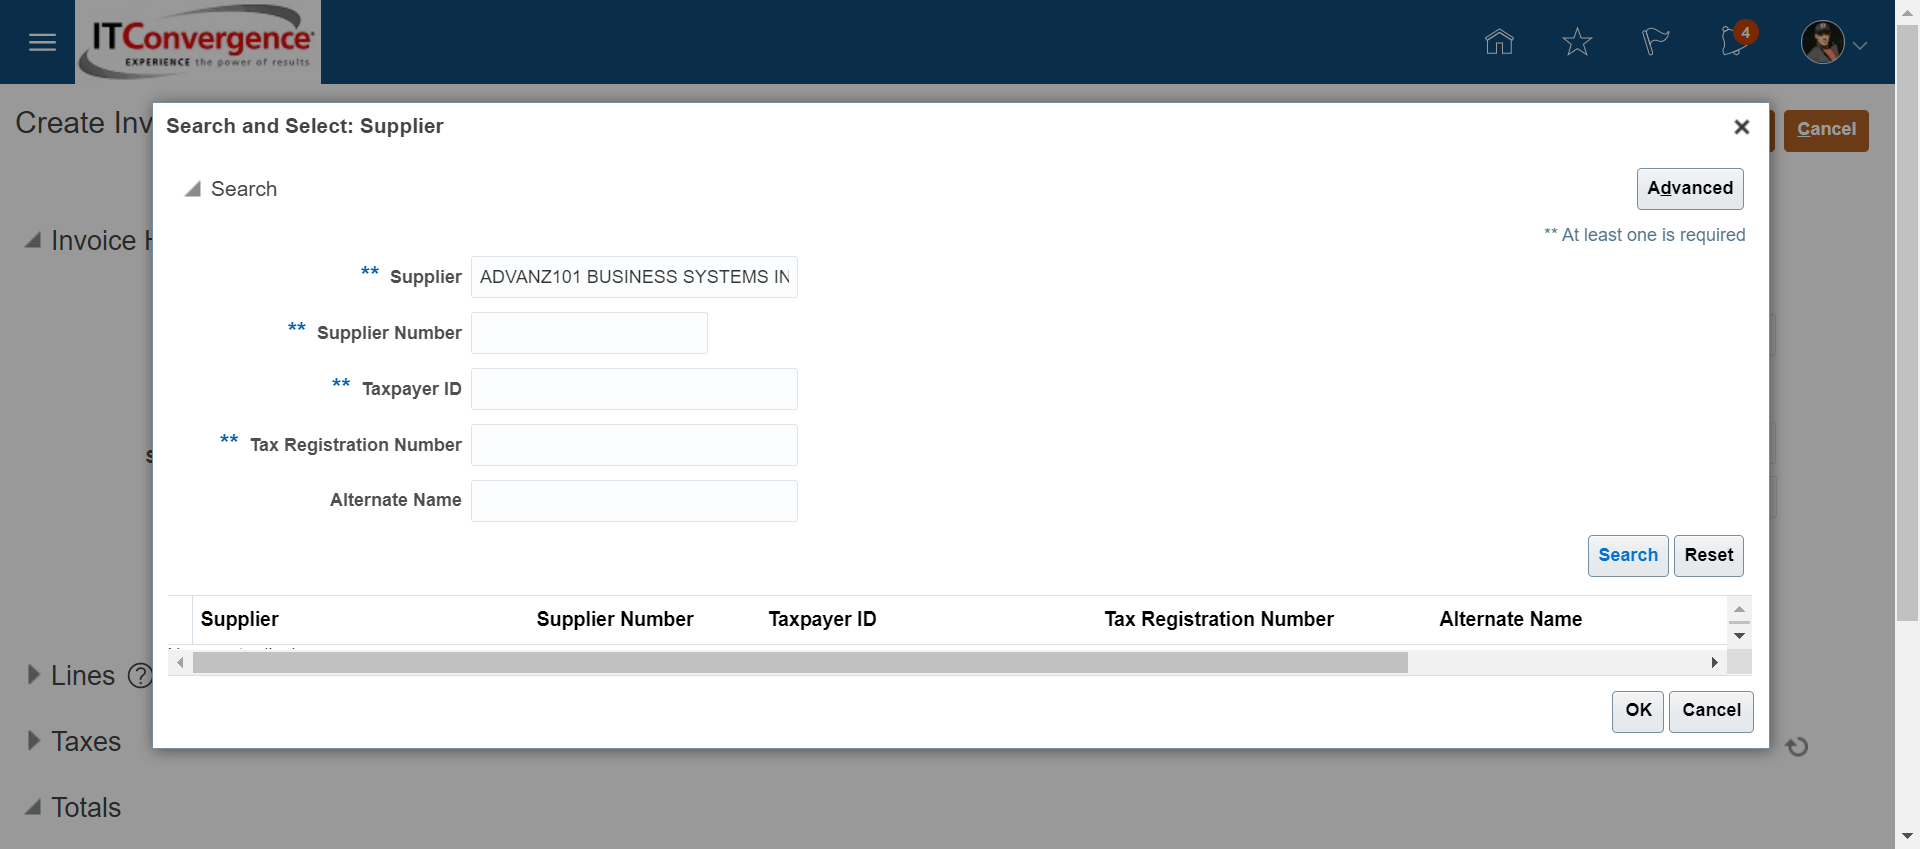 ITConvergence
EXPERIENCE the power of results
4
Create Inv
Cancel
Search and Select: Supplier
Search
Advanced
** At least one is required
Invoice H
** Supplier ADVANZ101 BUSINESS SYSTEMS IN
** Supplier Number
** Taxpayer ID
** Tax Registration Number
Alternate Name
Search Reset
Supplier Supplier Number Taxpayer ID Tax Registration Number Alternate Name
Lines ?
OK Cancel
Taxes
Totals